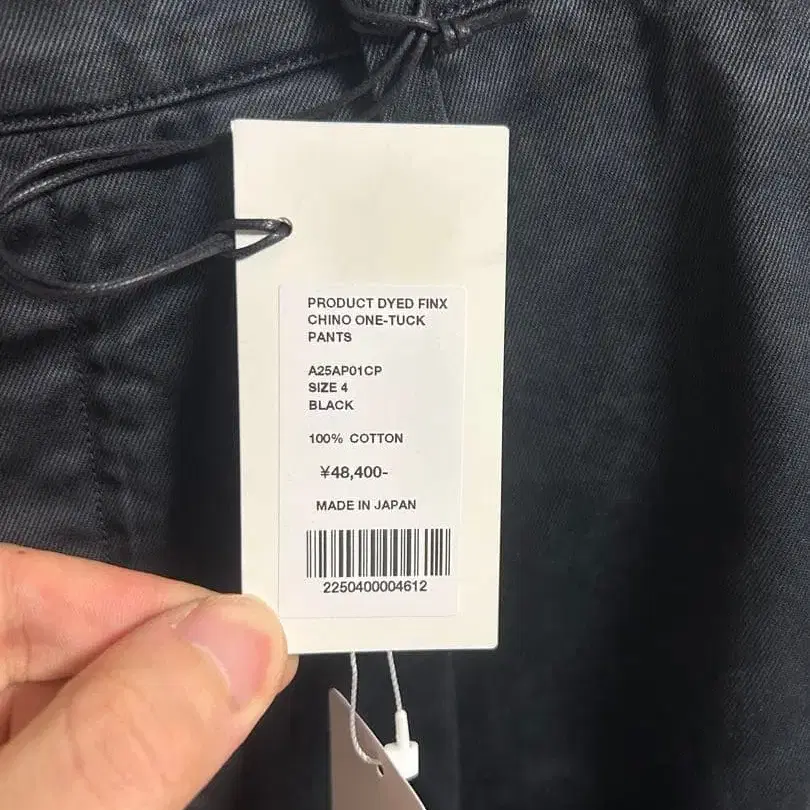 PRODUCT DYED FINX
CHINO ONE-TUCK
PANTS
A25AP01CP
SIZE 4
BLACK
100% COTTON
¥48,400-
MADE IN JAPAN
2250400004612